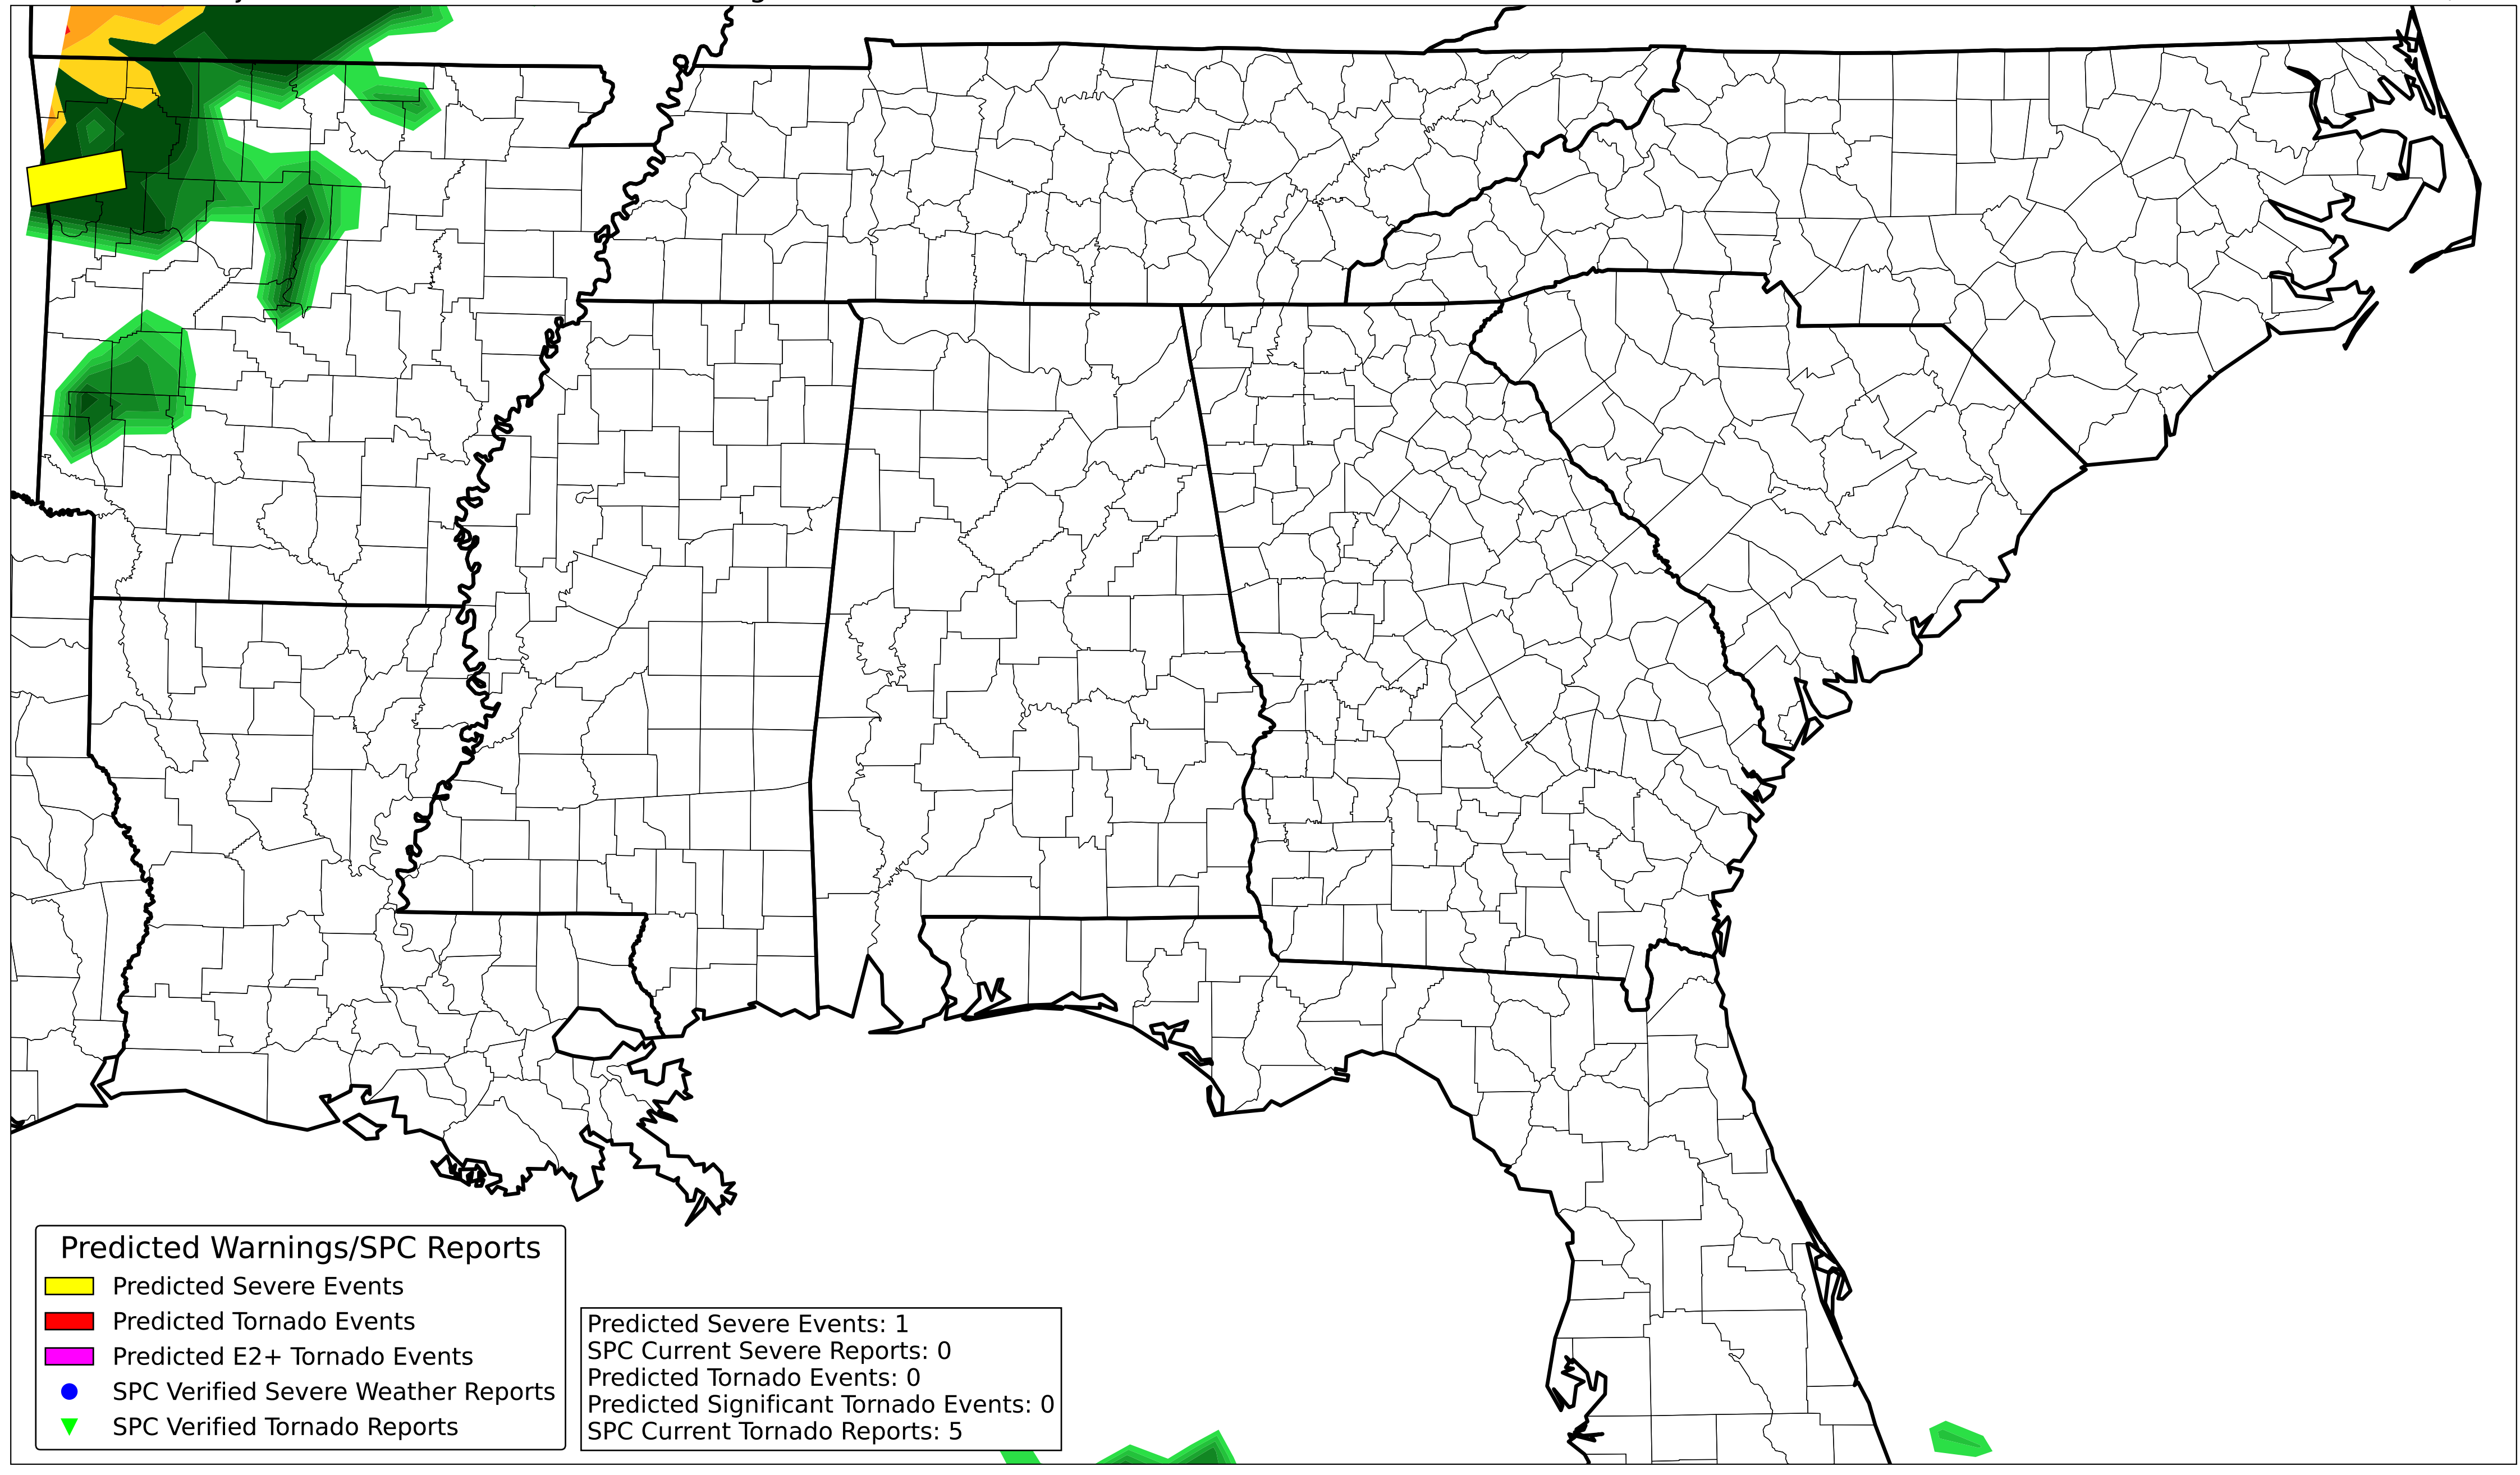 Predicted Warnings/SPC Reports
Predicted Severe Events
Predicted Tornado Events
Predicted E2+ Tornado Events
SPC Verified Severe Weather Reports
SPC Verified Tornado Reports
Predicted Severe Events: 1
SPC Current Severe Reports: 0
Predicted Tornado Events: 0
Predicted Significant Tornado Events: 0
SPC Current Tornado Reports: 5